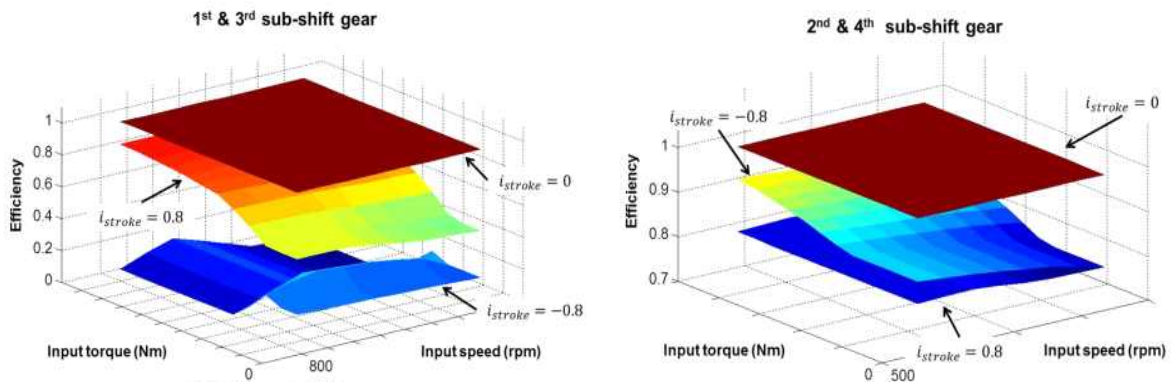 1st & 3rd sub-shift gear
Efficiency
1
0.8
0.6
0.4
0.2
0
i_stroke = 0
i_stroke = 0.8
i_stroke = −0.8
Input torque (Nm)
Input speed (rpm)
0
800
2nd & 4th sub-shift gear
Efficiency
1
0.9
0.8
0.7
i_stroke = −0.8
i_stroke = 0
i_stroke = 0.8
Input torque (Nm)
Input speed (rpm)
0
500